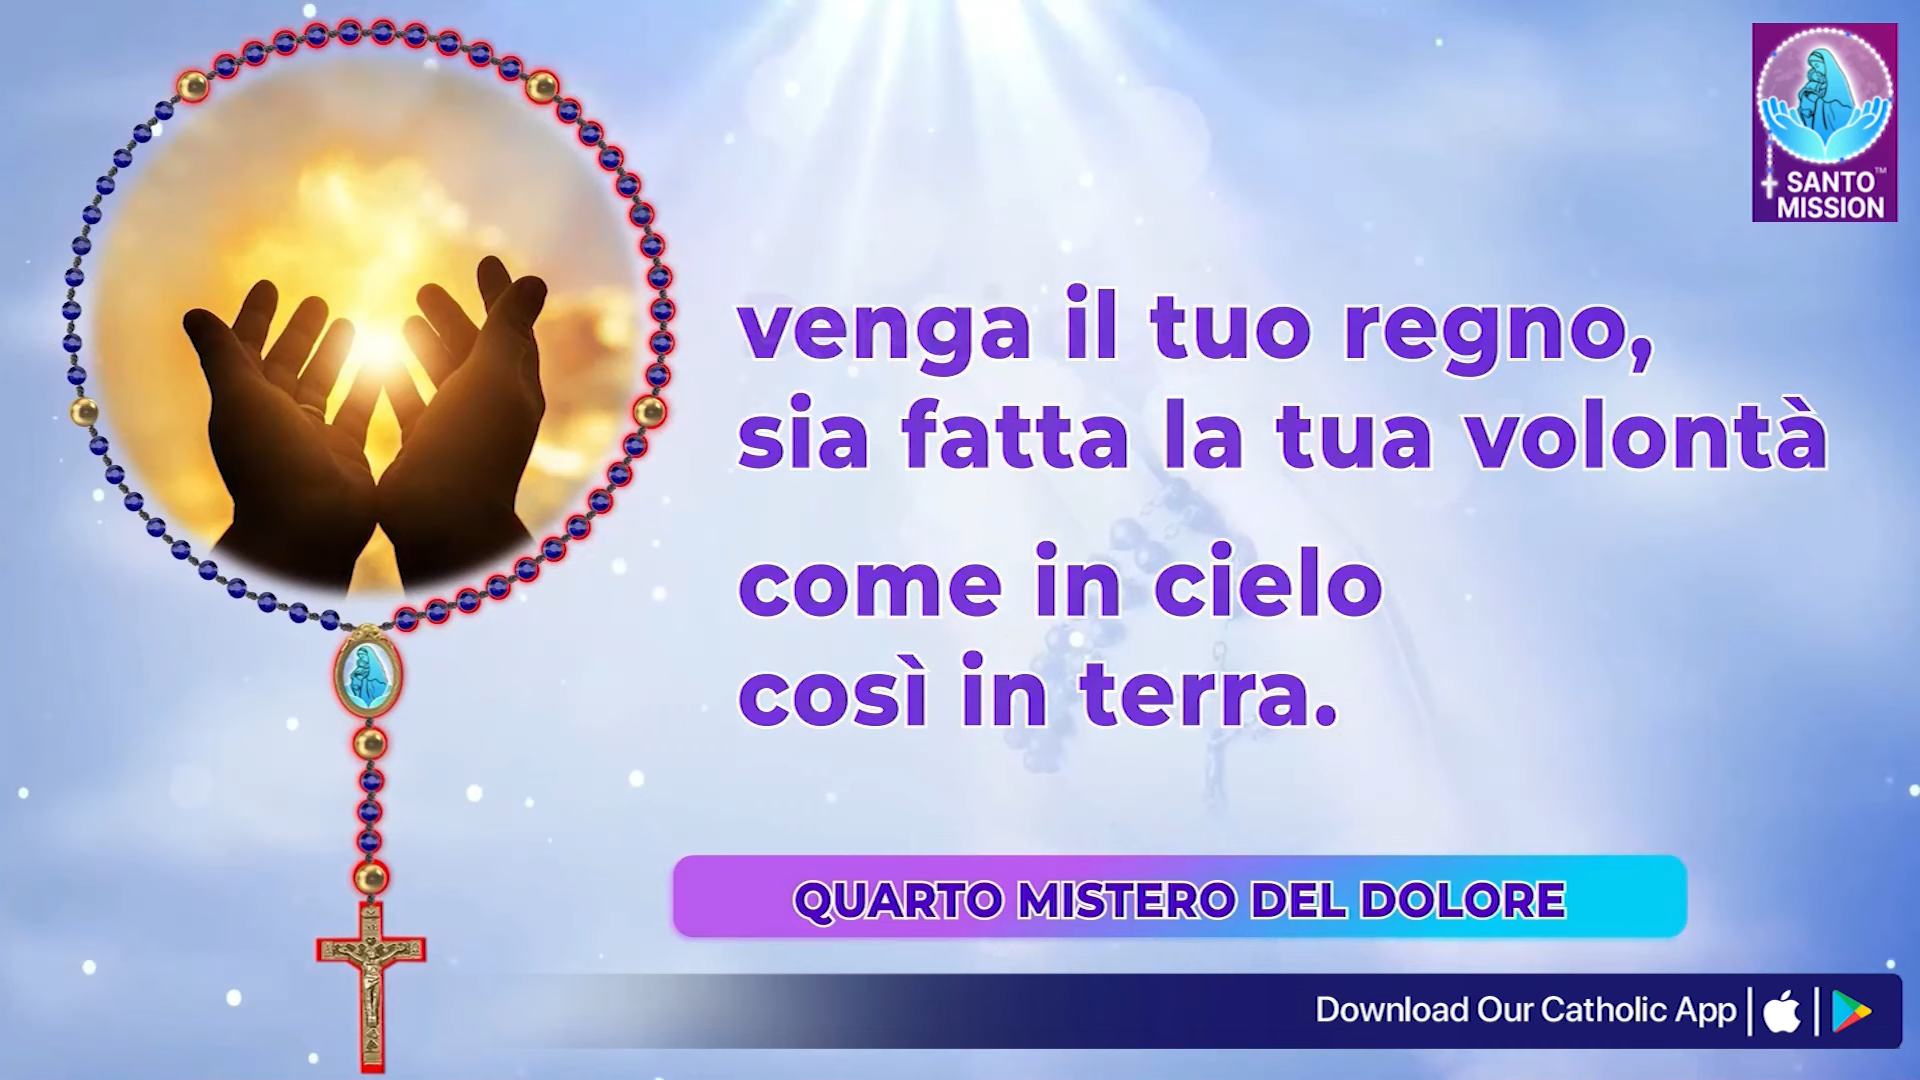 SANTO™
MISSION
venga il tuo regno,
sia fatta la tua volontà
come in cielo
così in terra.
QUARTO MISTERO DEL DOLORE
Download Our Catholic App